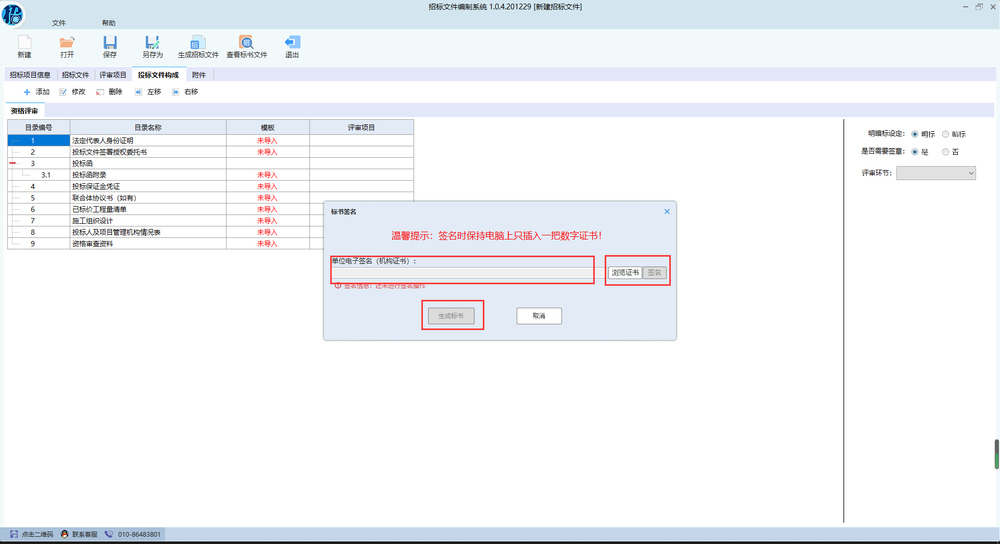 招标文件编制系统 1.0.4.201229 [新建招标文件]
文件 帮助
新建 打开 保存 另存为 生成招标文件 查看标书文件 退出
招标项目信息 招标文件 评审项目 投标文件构成 附件
添加 修改 删除 左移 右移
资格评审
目录编号 目录名称 模板 评审项目
1 法定代表人身份证明 未导入
2 投标文件签署授权委托书 未导入
3 投标函
3.1 投标函附录 未导入
4 投标保证金凭证 未导入
5 联合体协议书（如有） 未导入
6 已标价工程量清单 未导入
7 施工组织设计 未导入
8 投标人及项目管理机构情况表 未导入
9 资格审查资料 未导入
明暗标设定： 明标 暗标
是否需要签章： 是 否
评审环节：
标书签名
温馨提示：签名时保持电脑上只插入一把数字证书！
单位电子签名（机构证书）：
浏览证书 签名
签名信息：还未进行签名操作
生成标书 取消
点击二维码 联系客服 010-86483801